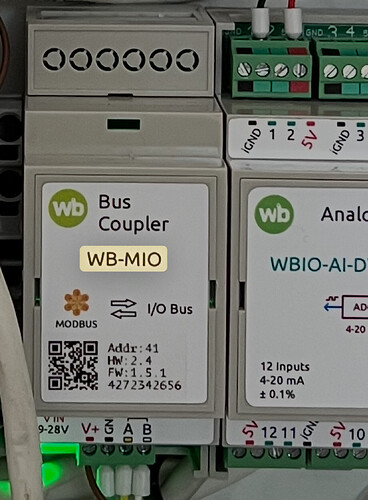 iGND 1 2 5V iGND 3
wb Bus
Coupler
WB-MIO
MODBUS
I/O Bus
Addr:41
HW:2.4
FW:1.5.1
4272342656
V IN
9-28V
V+ A B
wb Analo
WBIO-AI-D
AD
4-20
12 Inputs
4-20 mA
± 0.1%
5V 12 11 iGND 5V 10